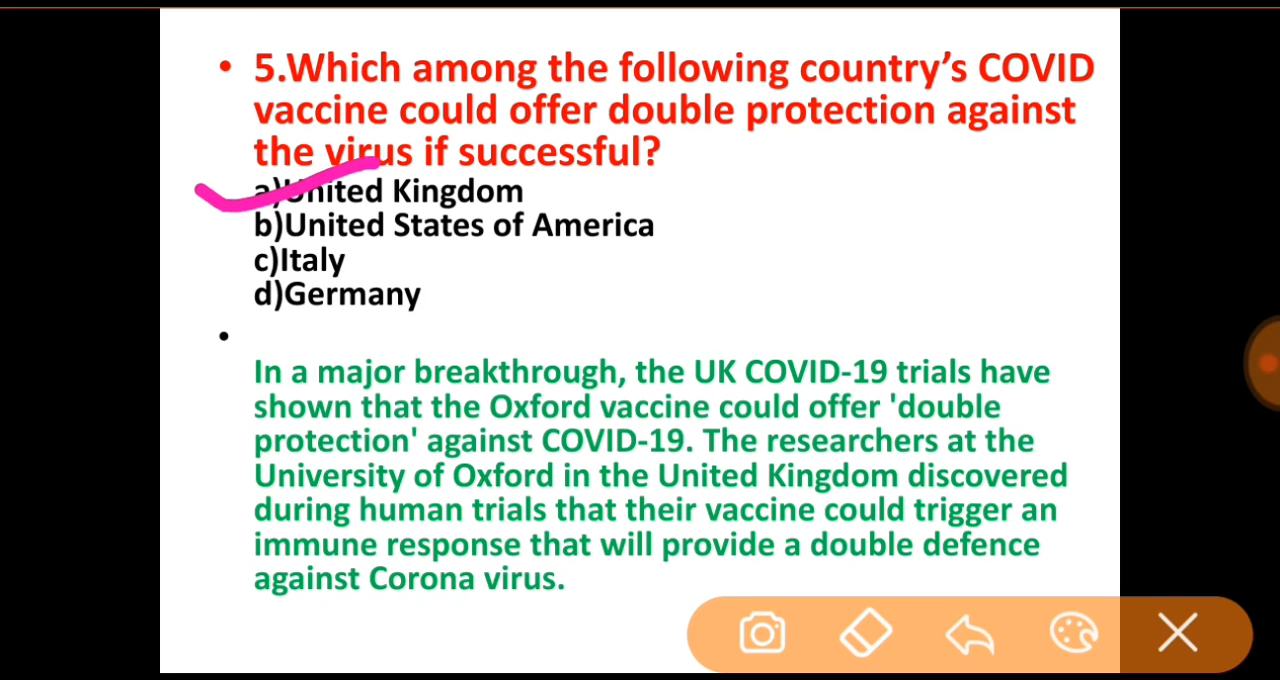 • 5.Which among the following country’s COVID
vaccine could offer double protection against
the virus if successful?
a)United Kingdom
b)United States of America
c)Italy
d)Germany
•
In a major breakthrough, the UK COVID-19 trials have
shown that the Oxford vaccine could offer 'double
protection' against COVID-19. The researchers at the
University of Oxford in the United Kingdom discovered
during human trials that their vaccine could trigger an
immune response that will provide a double defence
against Corona virus.